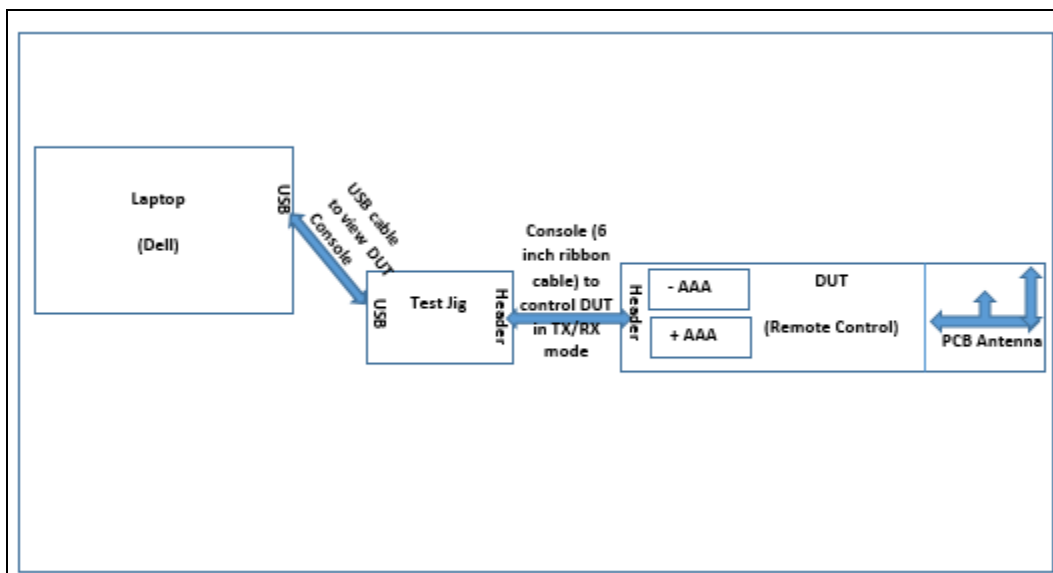 Laptop
(Dell)
USB
USB cable
to view DUT
Console
USB
Test Jig
Header
Console (6
inch ribbon
cable) to
control DUT
in TX/RX
mode
Header
- AAA
+ AAA
DUT
(Remote Control)
PCB Antenna